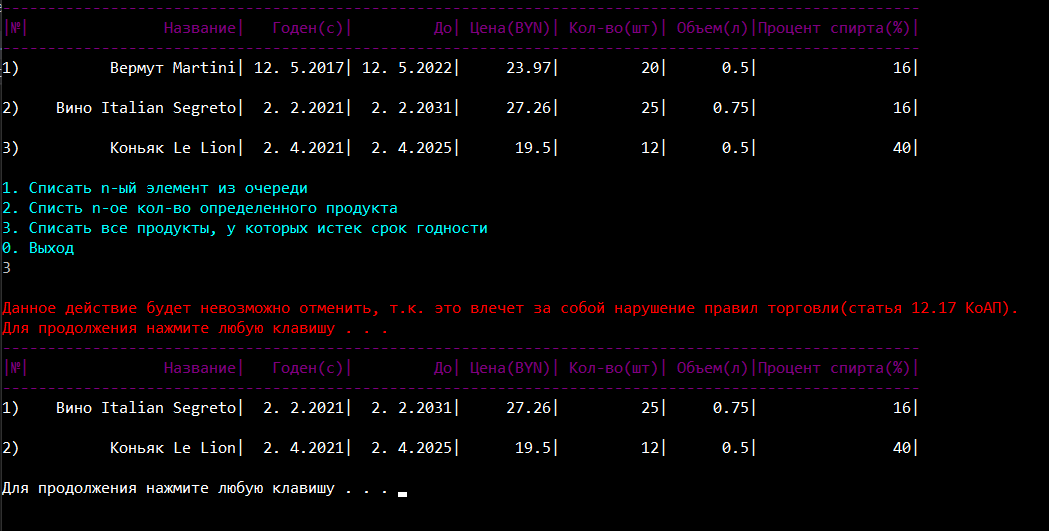 |№| Название| Годен(с)| До| Цена(BYN)| Кол-во(шт)| Объем(л)|Процент спирта(%)|
1) Вермут Martini| 12. 5.2017| 12. 5.2022| 23.97| 20| 0.5| 16|
2) Вино Italian Segreto| 2. 2.2021| 2. 2.2031| 27.26| 25| 0.75| 16|
3) Коньяк Le Lion| 2. 4.2021| 2. 4.2025| 19.5| 12| 0.5| 40|
1. Списать n-ый элемент из очереди
2. Списть n-ое кол-во определенного продукта
3. Списать все продукты, у которых истек срок годности
0. Выход
3
Данное действие будет невозможно отменить, т.к. это влечет за собой нарушение правил торговли(статья 12.17 КоАП).
Для продолжения нажмите любую клавишу . . .
|№| Название| Годен(с)| До| Цена(BYN)| Кол-во(шт)| Объем(л)|Процент спирта(%)|
1) Вино Italian Segreto| 2. 2.2021| 2. 2.2031| 27.26| 25| 0.75| 16|
2) Коньяк Le Lion| 2. 4.2021| 2. 4.2025| 19.5| 12| 0.5| 40|
Для продолжения нажмите любую клавишу . . .